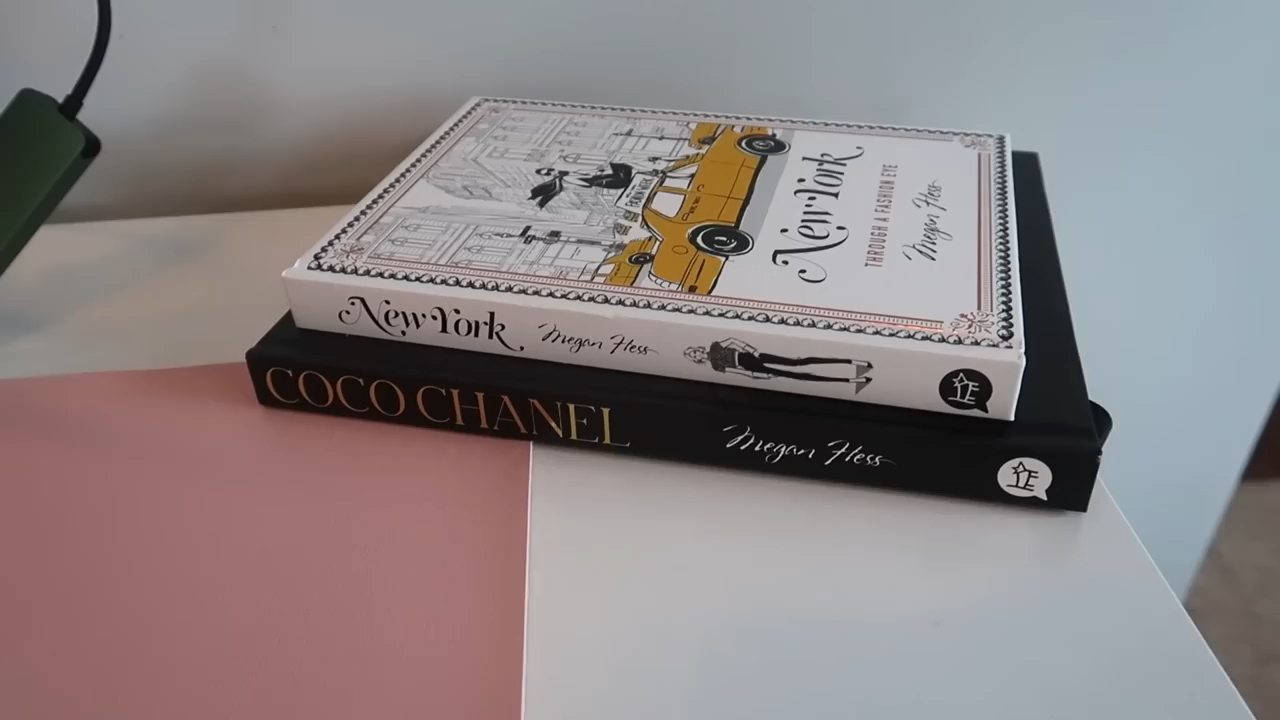 New York
THROUGH A FASHION EYE
Megan Hess
New York Megan Hess
COCO CHANEL Megan Hess